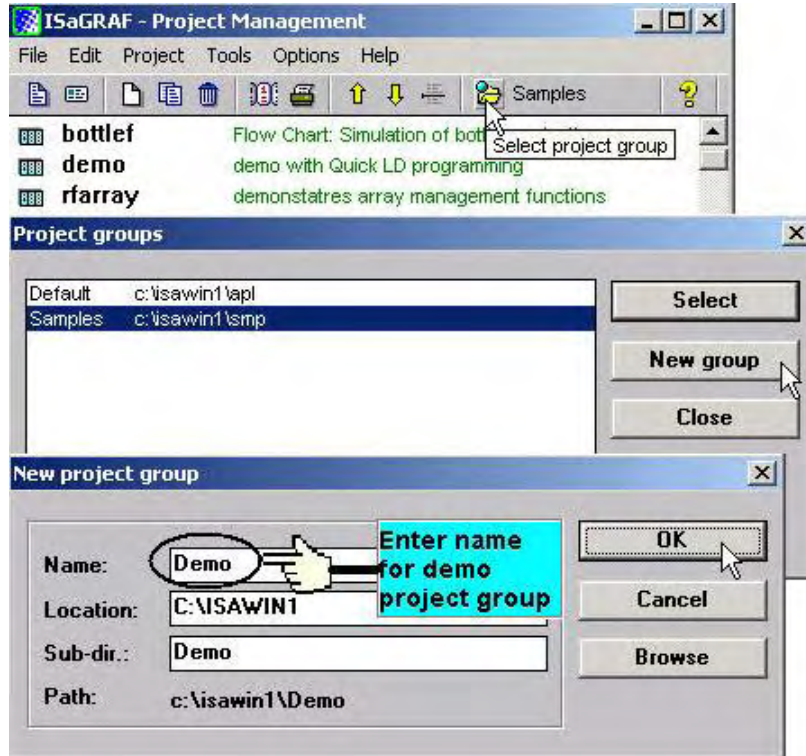 ISaGRAF - Project Management
File Edit Project Tools Options Help
Samples
bottlef Flow Chart: Simulation of
Select project group
demo demo with Quick LD programming
rfarray demonstatres array management functions
Project groups
Default c:\isawin1\apl
Samples c:\isawin1\smp
Select
New group
Close
New project group
Name: Demo
Enter name
for demo
project group
OK
Location: C:\ISAWIN1
Cancel
Sub-dir.: Demo
Browse
Path: c:\isawin1\Demo